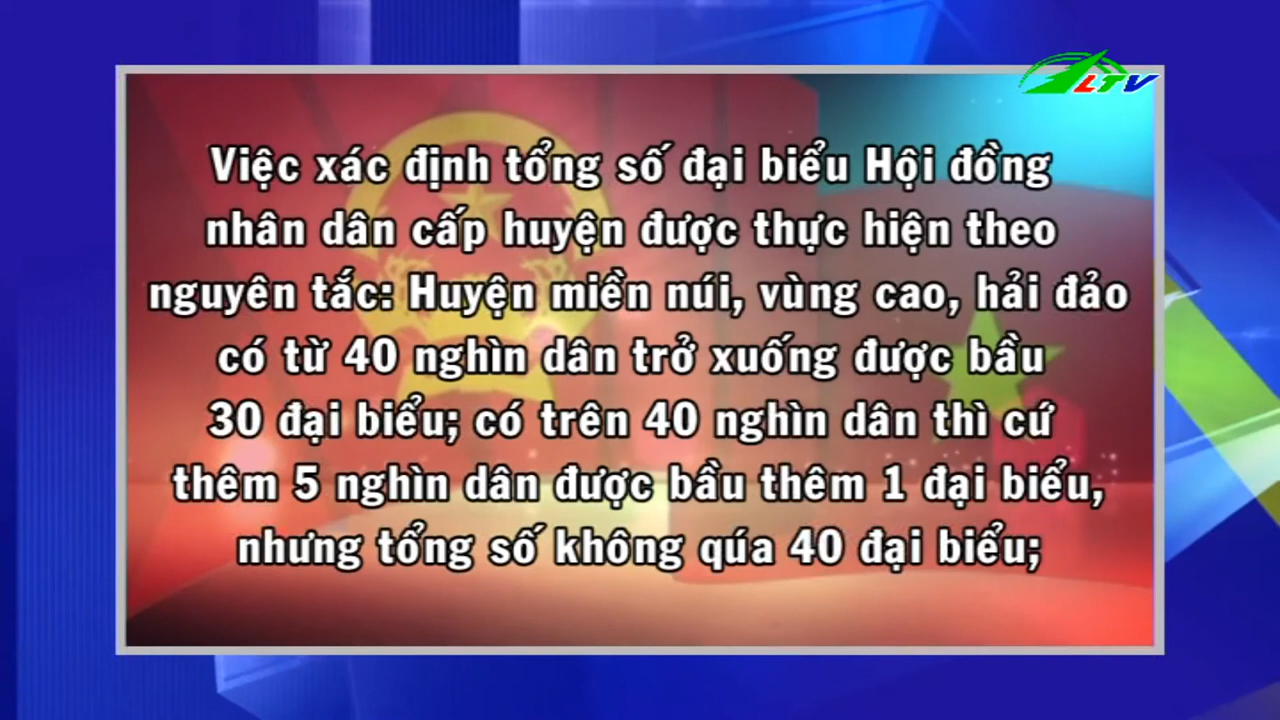 LTV
Việc xác định tổng số đại biểu Hội đồng
nhân dân cấp huyện được thực hiện theo
nguyên tắc: Huyện miền núi, vùng cao, hải đảo
có từ 40 nghìn dân trở xuống được bầu
30 đại biểu; có trên 40 nghìn dân thì cứ
thêm 5 nghìn dân được bầu thêm 1 đại biểu,
nhưng tổng số không qúa 40 đại biểu;